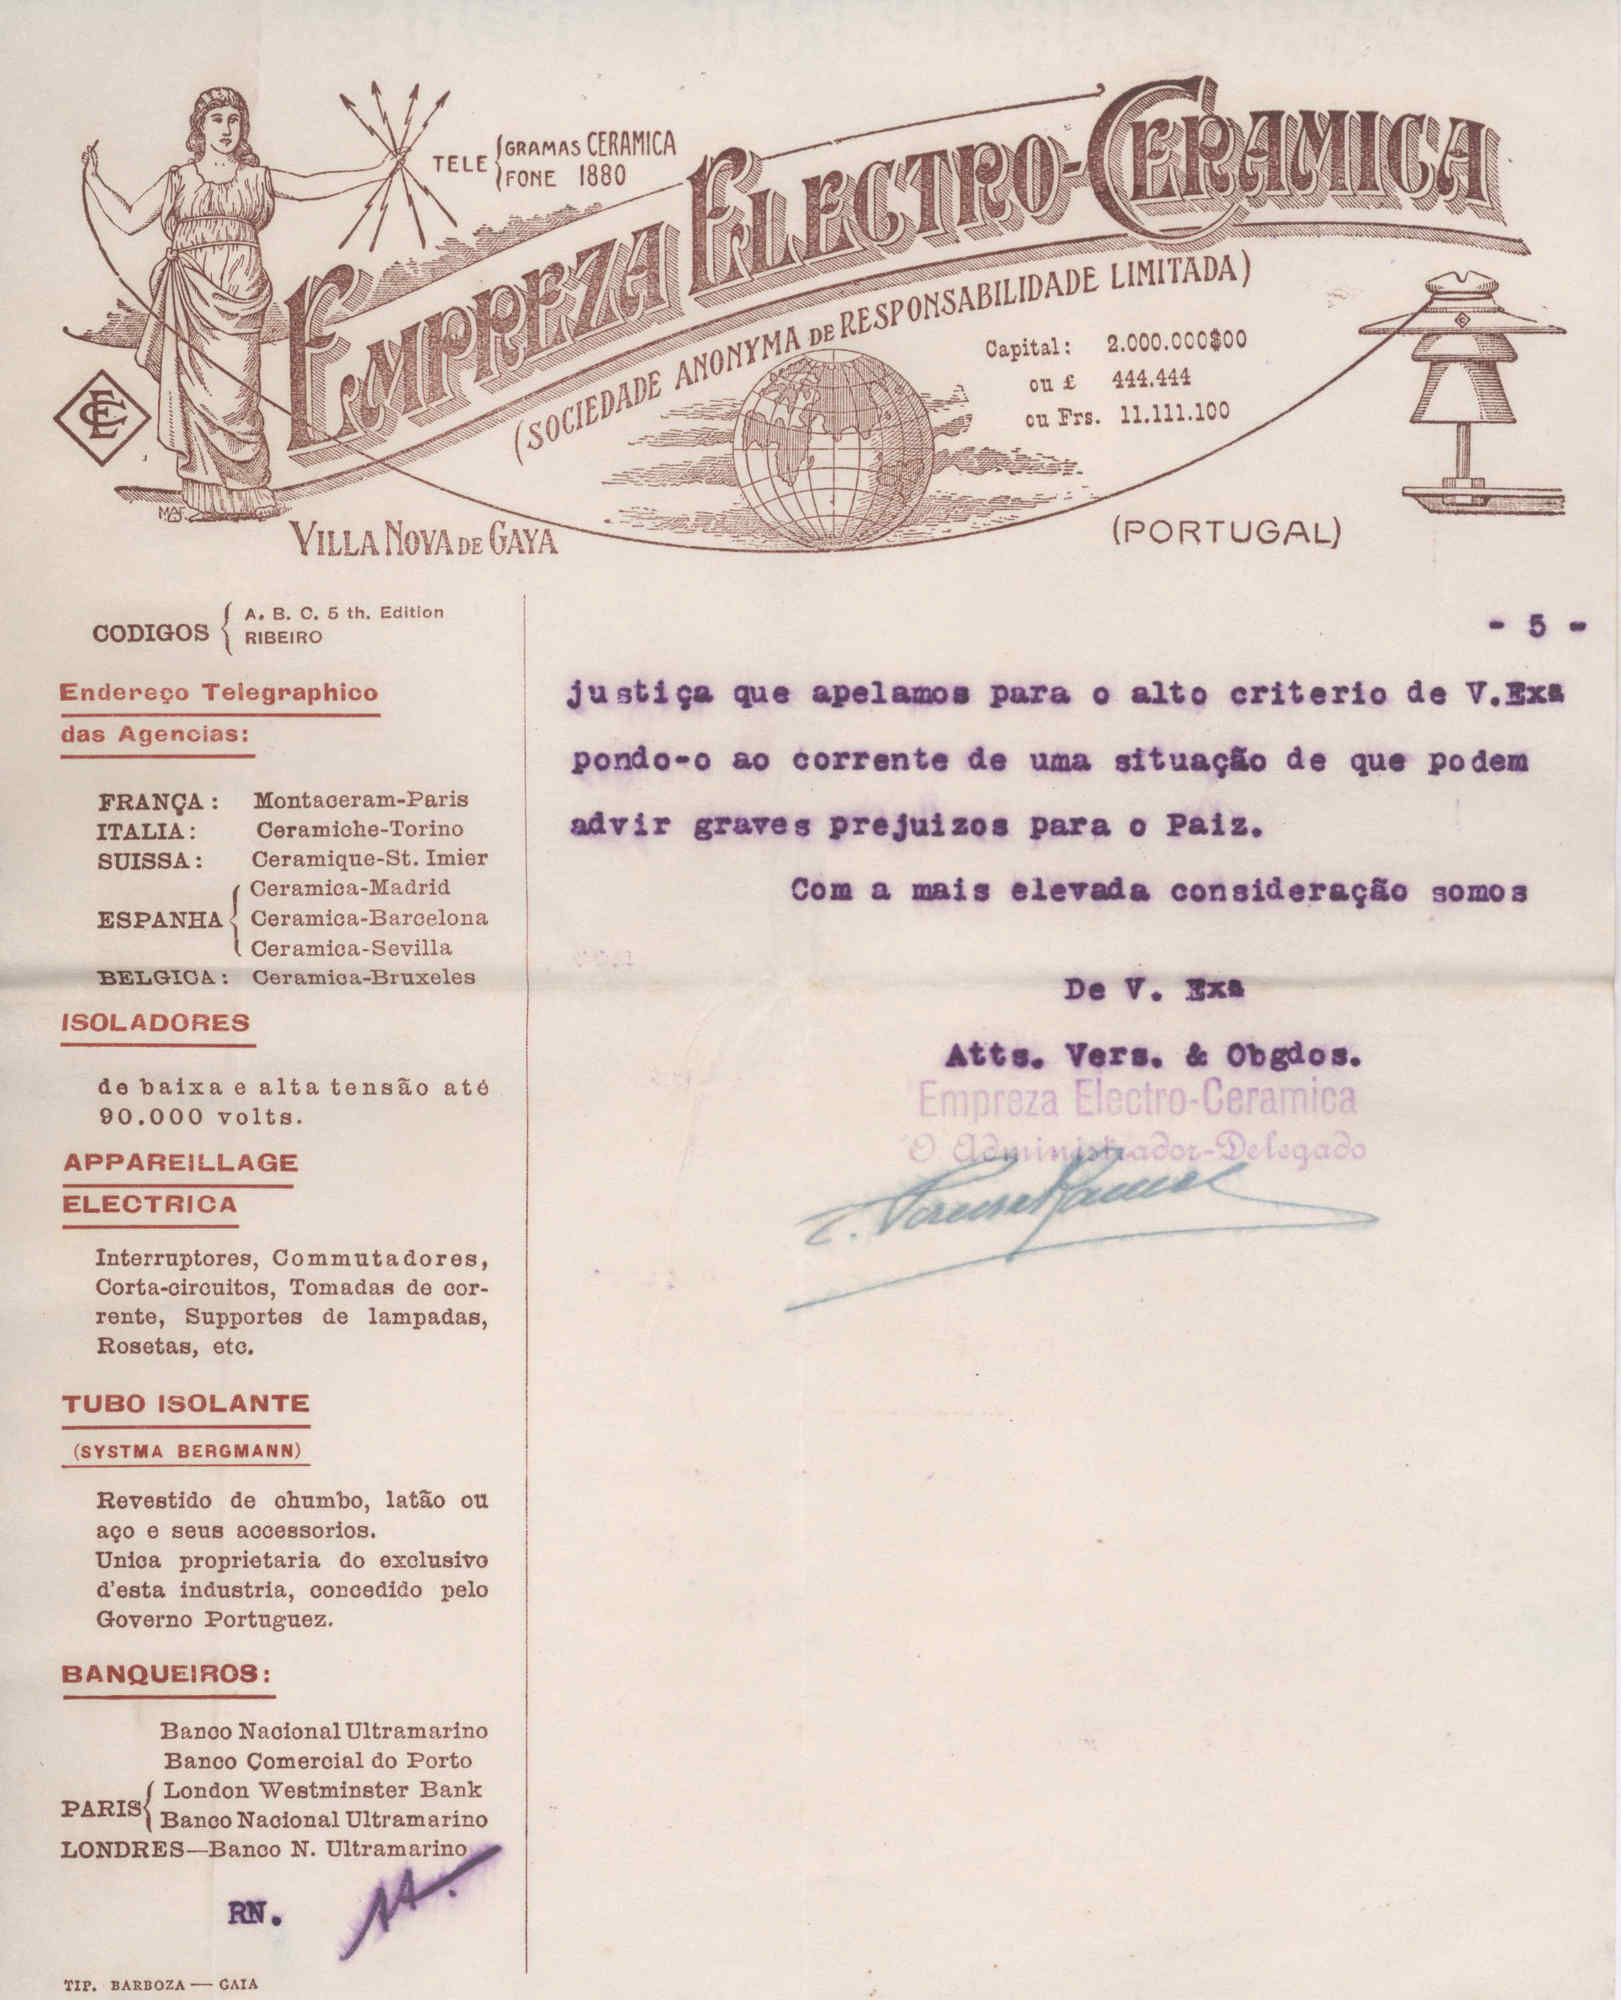 TELE { GRAMAS CERAMICA
FONE 1880
EMPREZA ELECTRO-CERAMICA
(SOCIEDADE ANONYMA DE RESPONSABILIDADE LIMITADA)
Capital: 2.000.000$00
ou £ 444.444
ou Frs. 11.111.100
VILLA NOVA DE GAYA
(PORTUGAL)
CODIGOS { A. B. C. 5 th. Edition
RIBEIRO
Endereço Telegraphico
das Agencias:
FRANÇA: Montaceram-Paris
ITALIA: Ceramiche-Torino
SUISSA: Ceramique-St. Imier
ESPANHA { Ceramica-Madrid
Ceramica-Barcelona
Ceramica-Sevilla
BELGICA: Ceramica-Bruxeles
ISOLADORES
de baixa e alta tensão até
90.000 volts.
APPAREILLAGE
ELECTRICA
Interruptores, Commutadores,
Corta-circuitos, Tomadas de cor-
rente, Supportes de lampadas,
Rosetas, etc.
TUBO ISOLANTE
(SYSTMA BERGMANN)
Revestido de chumbo, latão ou
aço e seus accessorios.
Unica proprietaria do exclusivo
d'esta industria, concedido pelo
Governo Portuguez.
BANQUEIROS:
Banco Nacional Ultramarino
Banco Comercial do Porto
PARIS { London Westminster Bank
Banco Nacional Ultramarino
LONDRES—Banco N. Ultramarino
RN.
TIP. BARBOZA — GAIA
- 5 -
justiça que apelamos para o alto criterio de V.Exa
pondo-o ao corrente de uma situação de que podem
advir graves prejuizos para o Paiz.
Com a mais elevada consideração somos
De V. Exa
Atts. Vers. & Obgdos.
Empreza Electro-Ceramica
O Administrador-Delegado